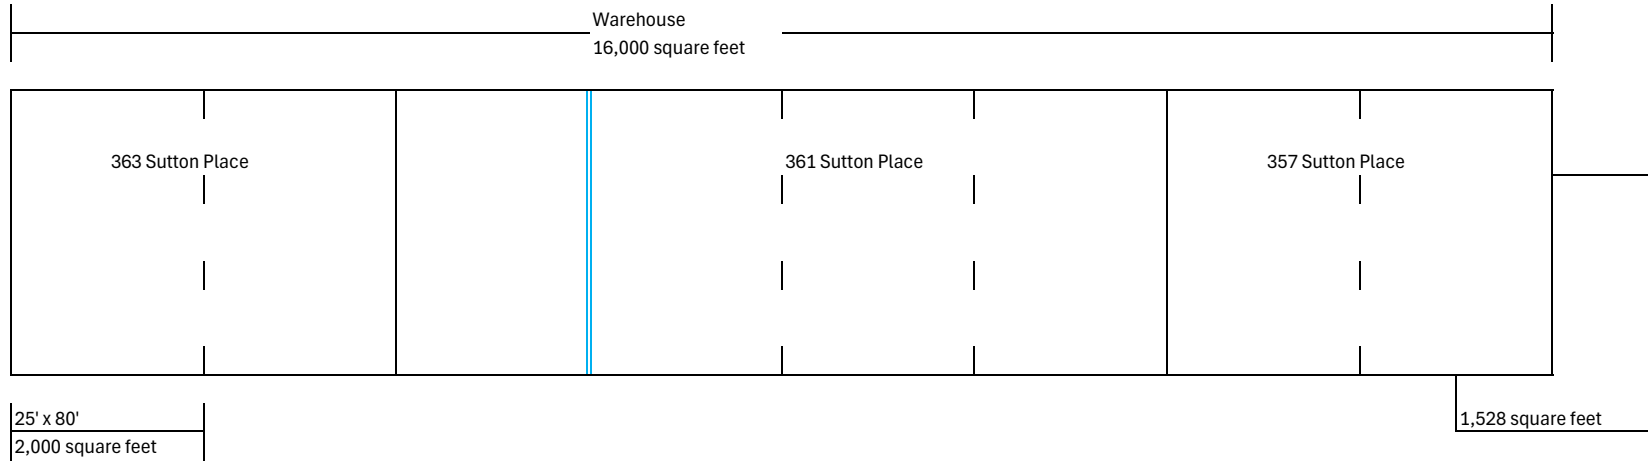 Warehouse
16,000 square feet
363 Sutton Place
361 Sutton Place
357 Sutton Place
25' x 80'
2,000 square feet
1,528 square feet